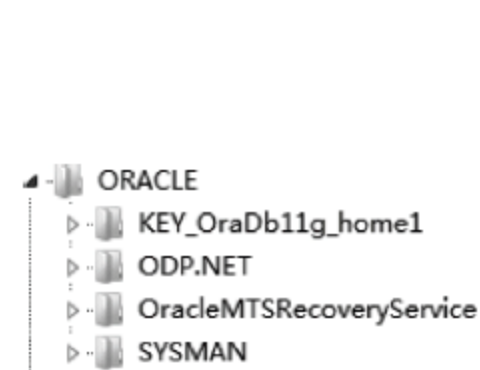 ORACLE
KEY_OraDb11g_home1
ODP.NET
OracleMTSRecoveryService
SYSMAN